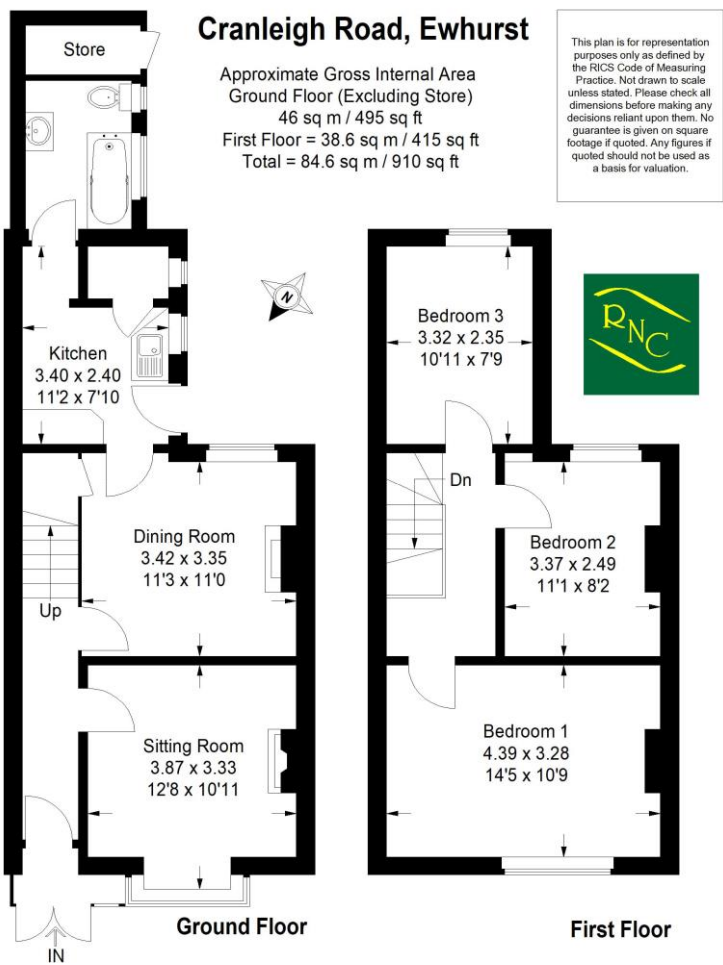 Cranleigh Road, Ewhurst
Approximate Gross Internal Area
Ground Floor (Excluding Store)
46 sq m / 495 sq ft
First Floor = 38.6 sq m / 415 sq ft
Total = 84.6 sq m / 910 sq ft
This plan is for representation
purposes only as defined by
the RICS Code of Measuring
Practice. Not drawn to scale
unless stated. Please check all
dimensions before making any
decisions reliant upon them. No
guarantee is given on square
footage if quoted. Any figures if
quoted should not be used as
a basis for valuation.
Store
N
RNC
Kitchen
3.40 x 2.40
11'2 x 7'10
Dining Room
3.42 x 3.35
11'3 x 11'0
Up
Sitting Room
3.87 x 3.33
12'8 x 10'11
IN
Ground Floor
Bedroom 3
3.32 x 2.35
10'11 x 7'9
Dn
Bedroom 2
3.37 x 2.49
11'1 x 8'2
Bedroom 1
4.39 x 3.28
14'5 x 10'9
First Floor